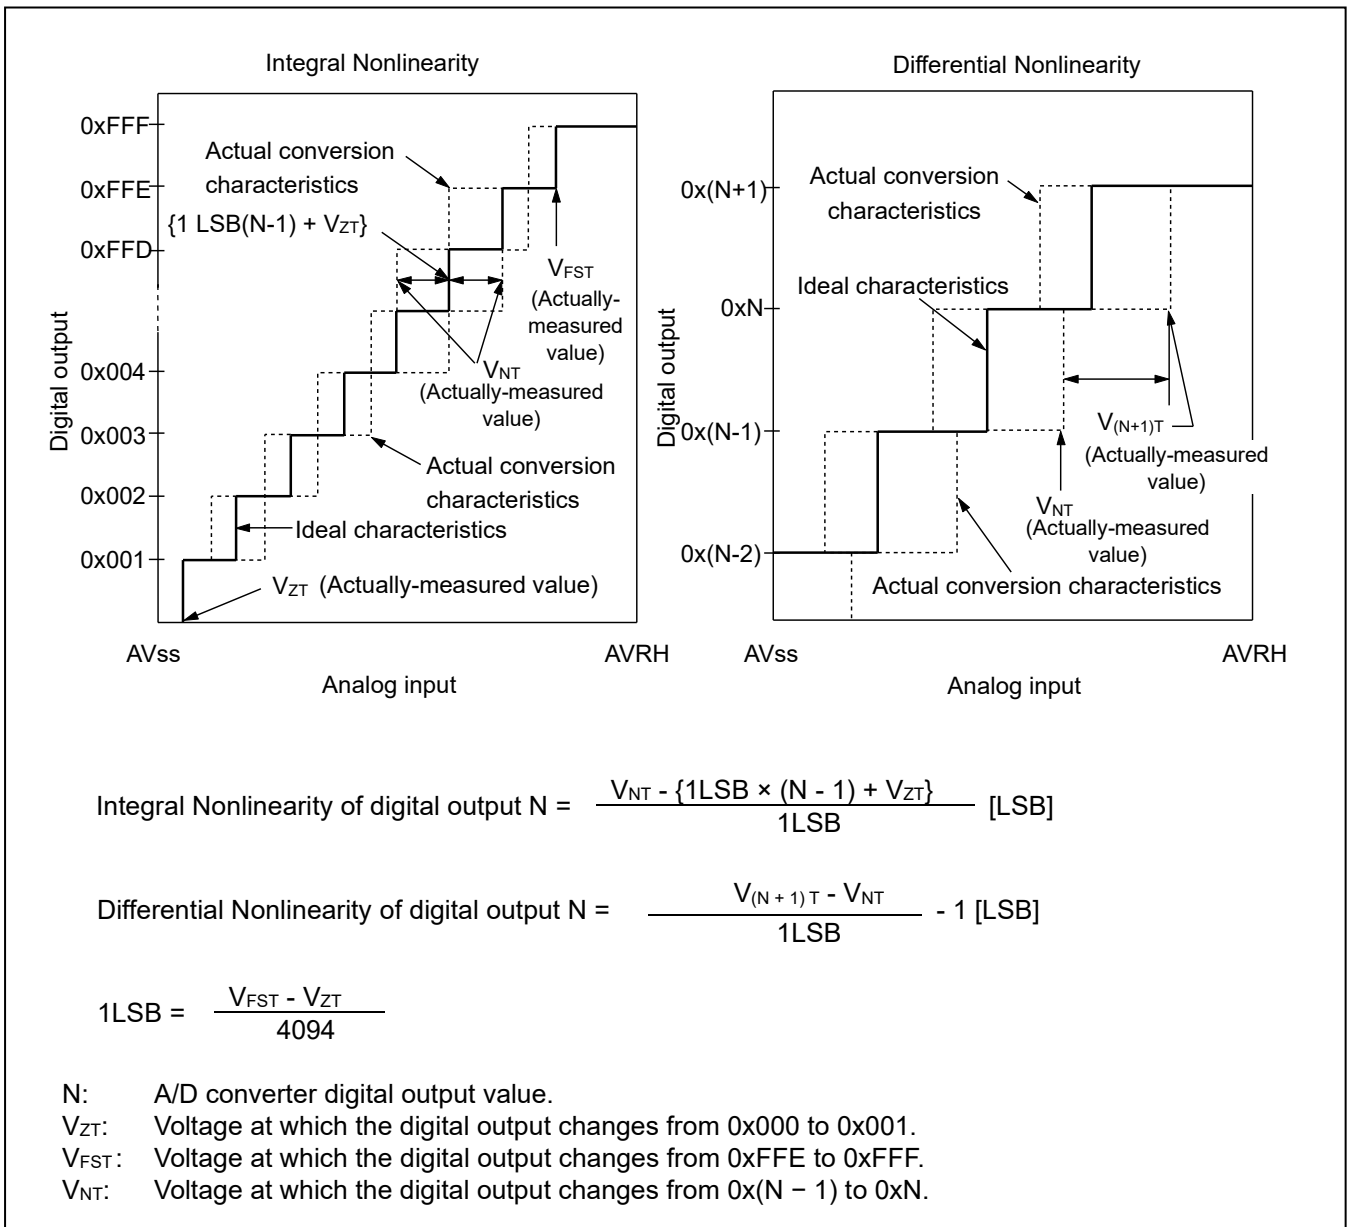 Integral Nonlinearity
0xFFF
0xFFE
0xFFD
0x004
0x003
0x002
0x001
Digital output
Actual conversion
characteristics
{1 LSB(N-1) + VZT}
VFST
(Actually-
measured
value)
VNT
(Actually-measured
value)
Actual conversion
characteristics
Ideal characteristics
VZT (Actually-measured value)
AVss
AVRH
Analog input
Differential Nonlinearity
0x(N+1)
0xN
0x(N-1)
0x(N-2)
Digital output
Actual conversion
characteristics
Ideal characteristics
V(N+1)T
(Actually-measured
value)
VNT
(Actually-measured
value)
Actual conversion characteristics
AVss
AVRH
Analog input
Integral Nonlinearity of digital output N = VNT - {1LSB × (N - 1) + VZT} / 1LSB [LSB]
Differential Nonlinearity of digital output N = V(N + 1) T - VNT / 1LSB - 1 [LSB]
1LSB = VFST - VZT / 4094
N: A/D converter digital output value.
VZT: Voltage at which the digital output changes from 0x000 to 0x001.
VFST: Voltage at which the digital output changes from 0xFFE to 0xFFF.
VNT: Voltage at which the digital output changes from 0x(N − 1) to 0xN.